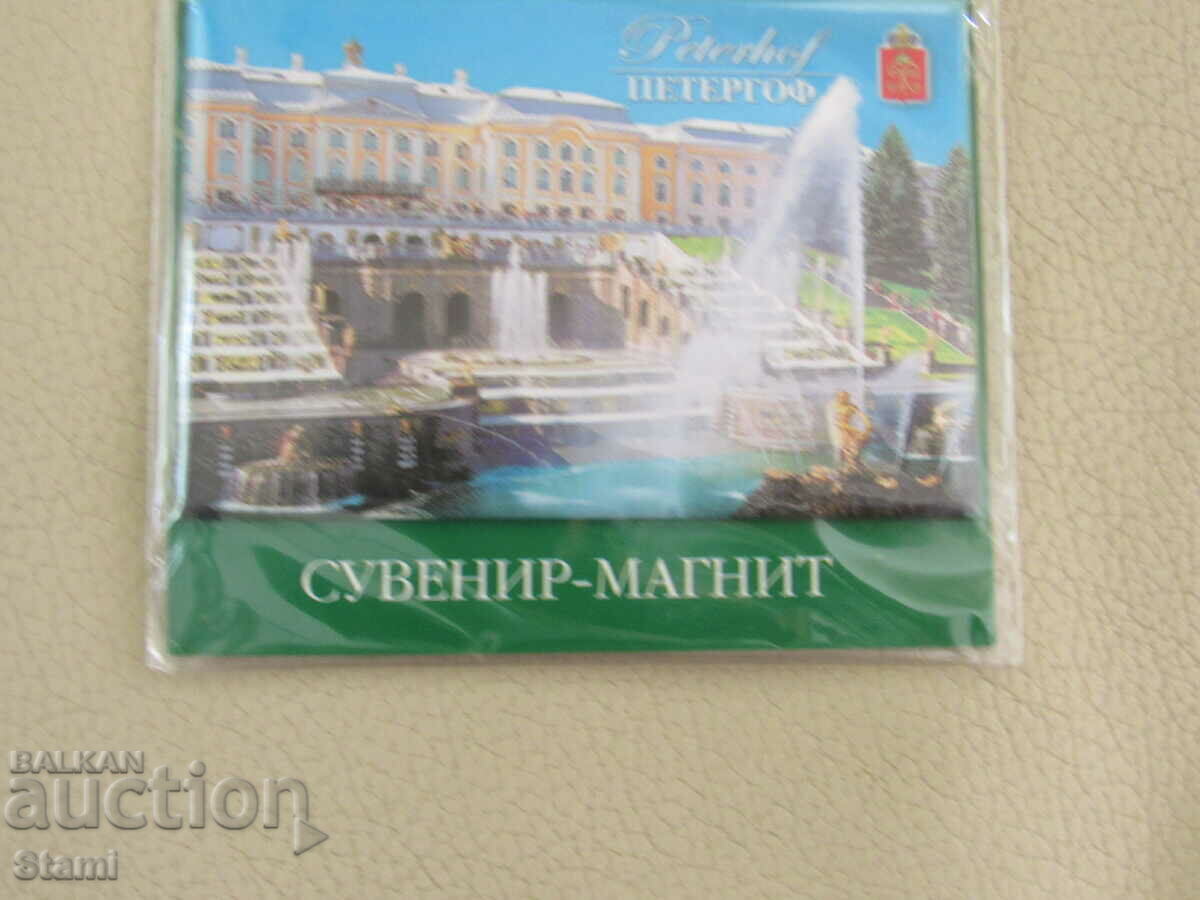 Peterhof
ПЕТЕРГОФ
СУВЕНИР-МАГНИТ
BALKAN
auction
Stami